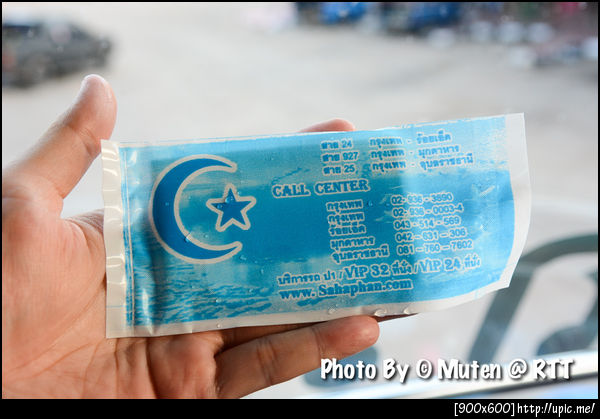 สาย 24 กรุงเทพ - ร้อยเอ็ด
สาย 927 กรุงเทพ - มุกดาหาร
สาย 25 กรุงเทพ - อุบลราชธานี
CALL CENTER
กรุงเทพ 02-936-3690
กรุงเทพ 02-936-0003-4
ร้อยเอ็ด 043-514-569
มุกดาหาร 042-631-306
อุบลราชธานี 081-760-7602
บริการรถ ปา / VIP 32 ที่นั่ง / VIP 24 ที่นั่ง
www. Sahaphan.com
Photo By © Muten @ RTT
[900x600] http://upic.me/